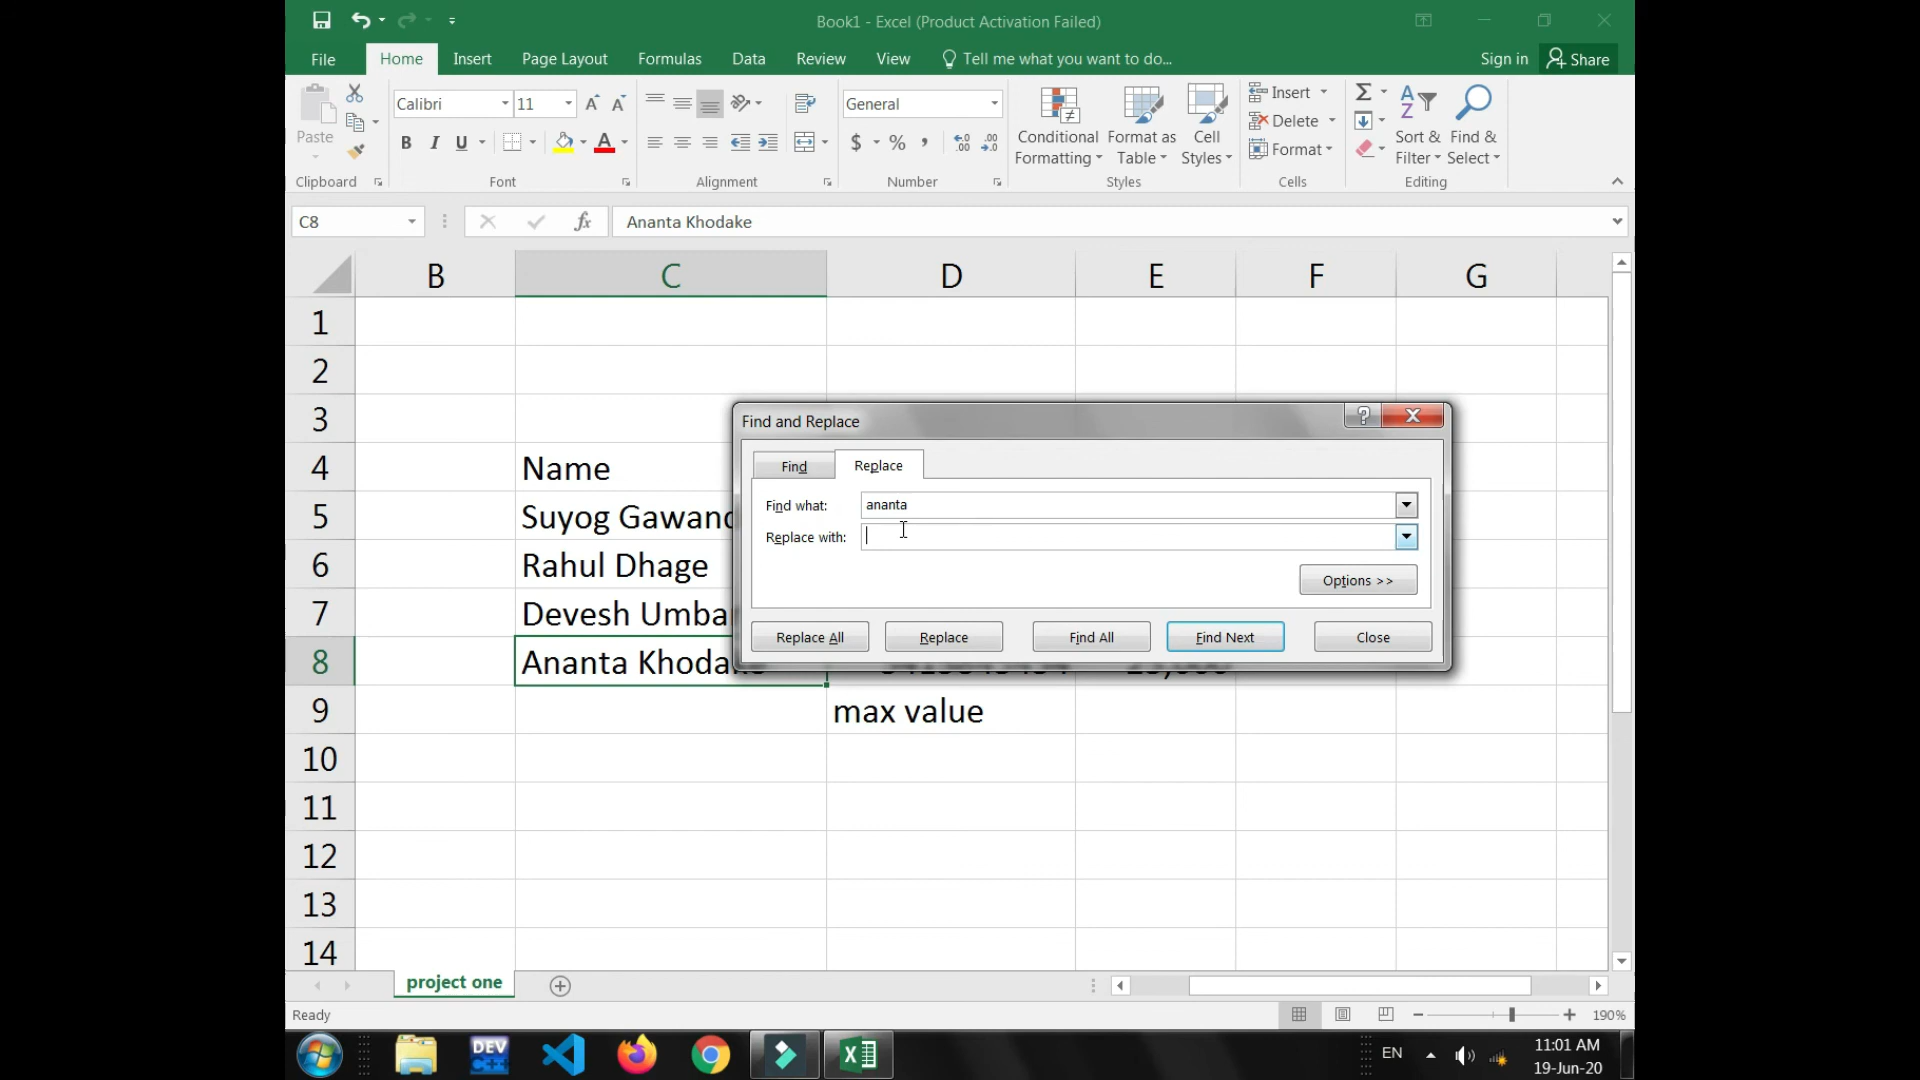 Book1 - Excel (Product Activation Failed)
File Home Insert Page Layout Formulas Data Review View Tell me what you want to do... Sign in Share
Paste
Calibri 11
B I U
General
$ % ,
Conditional Formatting
Format as Table
Cell Styles
Insert
Delete
Format
Sort & Filter
Find & Select
Clipboard Font Alignment Number Styles Cells Editing
C8 fx Ananta Khodake
B C D E F G
1
2
3
4 Name
5 Suyog Gawand
6 Rahul Dhage
7 Devesh Umba
8 Ananta Khodake
9 max value
10
11
12
13
14
Find and Replace
Find Replace
Find what: ananta
Replace with:
Options >>
Replace All Replace Find All Find Next Close
project one
Ready 190%
DEV C++ EN 11:01 AM
19-Jun-20